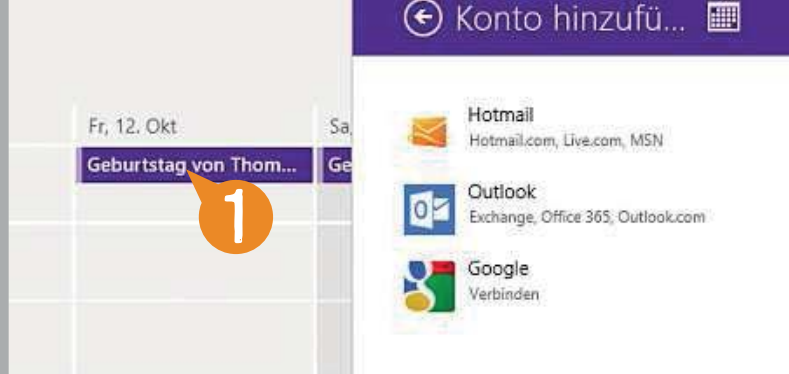 Konto hinzufü...
Fr, 12. Okt
Sa,
Geburtstag von Thom...
Ge
1
Hotmail
Hotmail.com, Live.com, MSN
Outlook
Exchange, Office 365, Outlook.com
Google
Verbinden